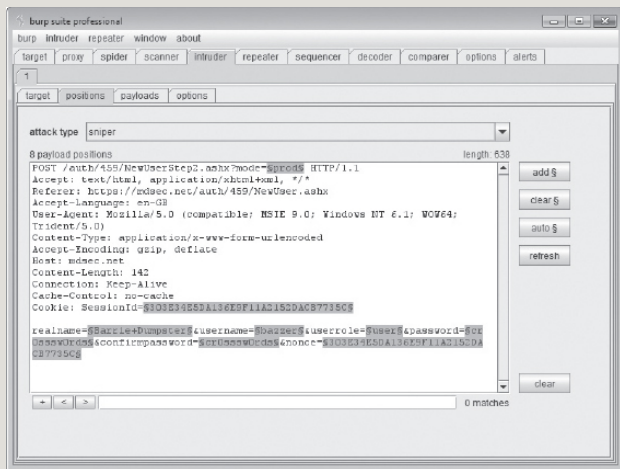 burp suite professional
burp intruder repeater window about
target proxy spider scanner intruder repeater sequencer decoder comparer options alerts
1
target positions payloads options
attack type sniper
8 payload positions length: 638
POST /auth/459/NewUserStep2.ashx?mode=§prod§ HTTP/1.1
Accept: text/html, application/xhtml+xml, */*
Referer: https://mdsec.net/auth/459/NewUser.ashx
Accept-Language: en-GB
User-Agent: Mozilla/5.0 (compatible; MSIE 9.0; Windows NT 6.1; WOW64;
Trident/5.0)
Content-Type: application/x-www-form-urlencoded
Accept-Encoding: gzip, deflate
Host: mdsec.net
Content-Length: 142
Connection: Keep-Alive
Cache-Control: no-cache
Cookie: SessionId=§303E34E5DA136E9F11A2152DACB7735C§
realname=§Barrie+Dumpster§&username=§bazzer§&userrole=§user§&password=§cr
0sssw0rds§&confirmpassword=§cr0sssw0rds§&nonce=§303E34E5DA136E9F11A2152DA
CB7735C§
add §
clear §
auto §
refresh
clear
+ < > 0 matches